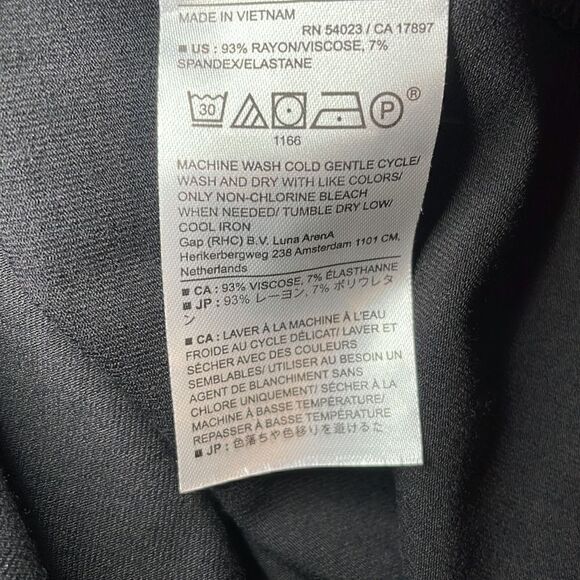 MADE IN VIETNAM
RN 54023 / CA 17897
■ US : 93% RAYON/VISCOSE, 7%
SPANDEX/ELASTANE
30 P ®
1166
MACHINE WASH COLD GENTLE CYCLE/
WASH AND DRY WITH LIKE COLORS/
ONLY NON-CHLORINE BLEACH
WHEN NEEDED/ TUMBLE DRY LOW/
COOL IRON
Gap (RHC) B.V. Luna ArenA
Herikerbergweg 238 Amsterdam 1101 CM,
Netherlands
■ CA : 93% VISCOSE, 7% ÉLASTHANNE
■ JP : 93% レーヨン, 7% ポリウレタ
ン
■ CA : LAVER À LA MACHINE À L'EAU
FROIDE AU CYCLE DÉLICAT/ LAVER ET
SÉCHER AVEC DES COULEURS
SEMBLABLES/ UTILISER AU BESOIN UN
AGENT DE BLANCHIMENT SANS
CHLORE UNIQUEMENT/ SÉCHER À LA
MACHINE À BASSE TEMPÉRATURE/
REPASSER À BASSE TEMPÉRATURE
■ JP : 色落ちや色移りを避けるた